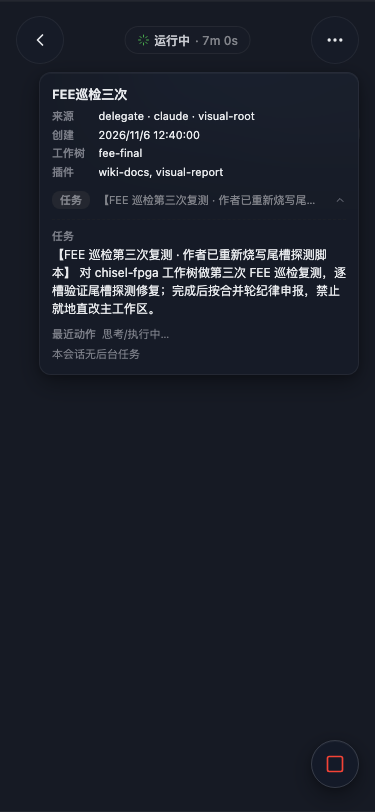 运行中 · 7m 0s
FEE巡检三次
来源 delegate · claude · visual-root
创建 2026/11/6 12:40:00
工作树 fee-final
插件 wiki-docs, visual-report
任务 【FEE 巡检第三次复测 · 作者已重新烧写尾...
任务
【FEE 巡检第三次复测 · 作者已重新烧写尾槽探测脚
本】 对 chisel-fpga 工作树做第三次 FEE 巡检复测，逐
槽验证尾槽探测修复；完成后按合并轮纪律申报，禁止
就地直改主工作区。
最近动作 思考/执行中...
本会话无后台任务